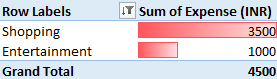 Row Labels Sum of Expense (INR)
Shopping 3500
Entertainment 1000
Grand Total 4500